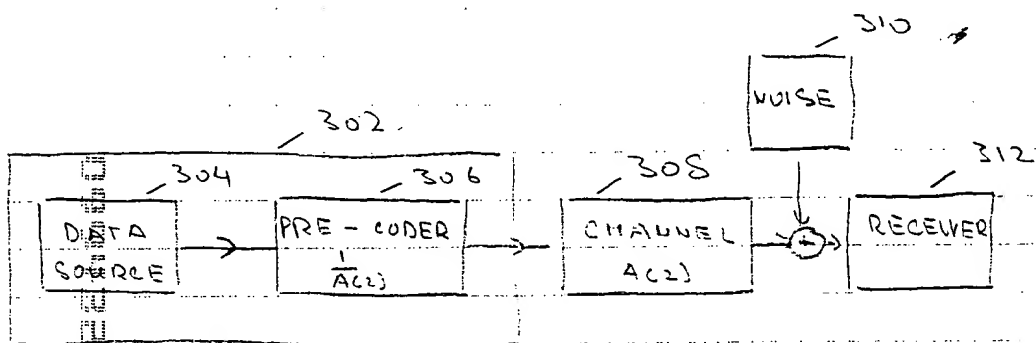 310
NOISE
302.
304
306
308
312
DATA
SOURCE
PRE-CODER
1
A(z)
CHANNEL
A(z)
+
RECEIVER